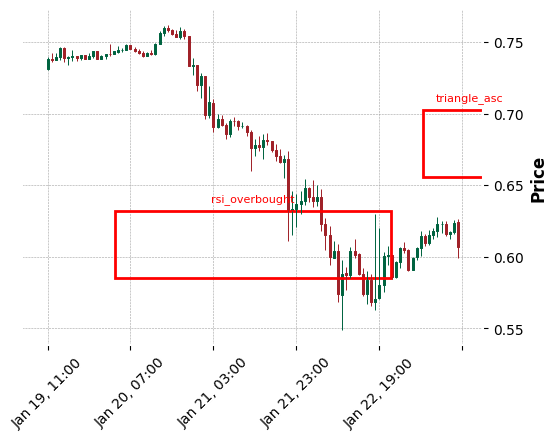 0.75
triangle_asc
0.70
Price
0.65
rsi_overbought
0.60
0.55
Jan 19, 11:00
Jan 20, 07:00
Jan 21, 03:00
Jan 21, 23:00
Jan 22, 19:00